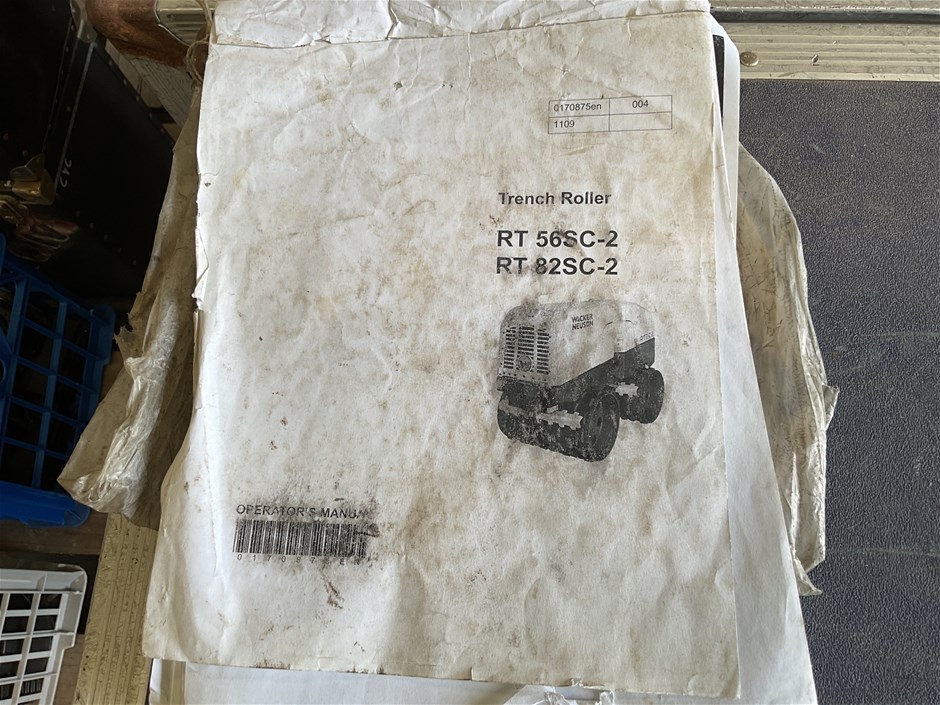 0170875en 004
1109
Trench Roller
RT 56SC-2
RT 82SC-2
WACKER
NEUSON
OPERATOR'S MANU